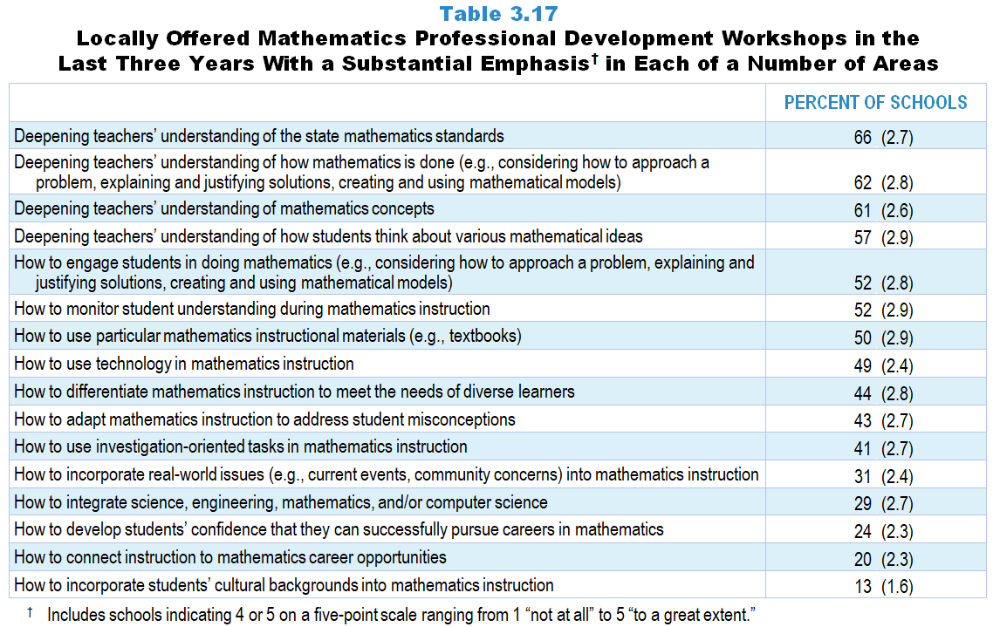 Table 3.17
Locally Offered Mathematics Professional Development Workshops in the
Last Three Years With a Substantial Emphasis† in Each of a Number of Areas
PERCENT OF SCHOOLS
Deepening teachers’ understanding of the state mathematics standards 66 (2.7)
Deepening teachers’ understanding of how mathematics is done (e.g., considering how to approach a
problem, explaining and justifying solutions, creating and using mathematical models) 62 (2.8)
Deepening teachers’ understanding of mathematics concepts 61 (2.6)
Deepening teachers’ understanding of how students think about various mathematical ideas 57 (2.9)
How to engage students in doing mathematics (e.g., considering how to approach a problem, explaining and
justifying solutions, creating and using mathematical models) 52 (2.8)
How to monitor student understanding during mathematics instruction 52 (2.9)
How to use particular mathematics instructional materials (e.g., textbooks) 50 (2.9)
How to use technology in mathematics instruction 49 (2.4)
How to differentiate mathematics instruction to meet the needs of diverse learners 44 (2.8)
How to adapt mathematics instruction to address student misconceptions 43 (2.7)
How to use investigation-oriented tasks in mathematics instruction 41 (2.7)
How to incorporate real-world issues (e.g., current events, community concerns) into mathematics instruction 31 (2.4)
How to integrate science, engineering, mathematics, and/or computer science 29 (2.7)
How to develop students’ confidence that they can successfully pursue careers in mathematics 24 (2.3)
How to connect instruction to mathematics career opportunities 20 (2.3)
How to incorporate students’ cultural backgrounds into mathematics instruction 13 (1.6)
† Includes schools indicating 4 or 5 on a five-point scale ranging from 1 “not at all” to 5 “to a great extent.”